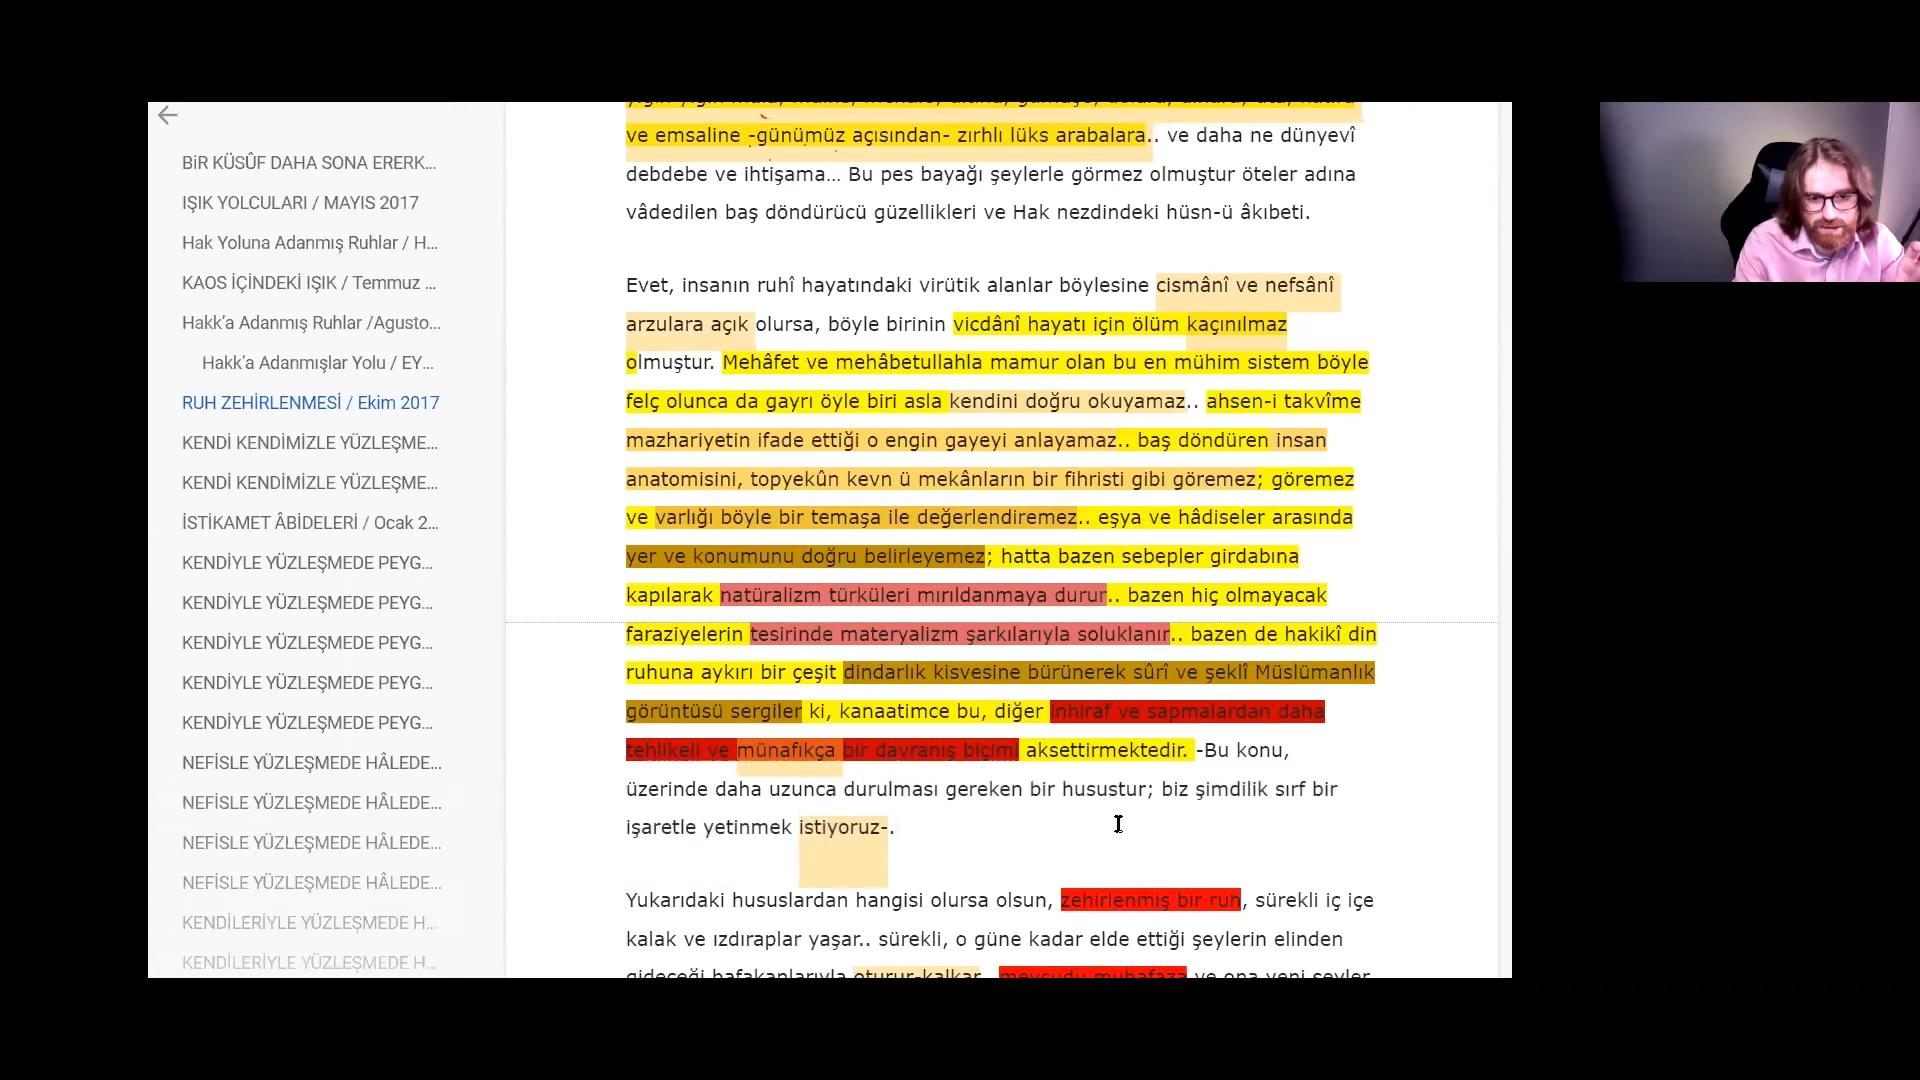 BİR KÜSÛF DAHA SONA ERERK...
IŞIK YOLCULARI / MAYIS 2017
Hak Yoluna Adanmış Ruhlar / H...
KAOS İÇİNDEKİ IŞIK / Temmuz ...
Hakk'a Adanmış Ruhlar /Agusto...
Hakk'a Adanmışlar Yolu / EY...
RUH ZEHİRLENMESİ / Ekim 2017
KENDİ KENDİMİZLE YÜZLEŞME...
KENDİ KENDİMİZLE YÜZLEŞME...
İSTİKAMET ÂBİDELERİ / Ocak 2...
KENDİYLE YÜZLEŞMEDE PEYG...
KENDİYLE YÜZLEŞMEDE PEYG...
KENDİYLE YÜZLEŞMEDE PEYG...
KENDİYLE YÜZLEŞMEDE PEYG...
KENDİYLE YÜZLEŞMEDE PEYG...
NEFİSLE YÜZLEŞMEDE HÂLEDE...
NEFİSLE YÜZLEŞMEDE HÂLEDE...
NEFİSLE YÜZLEŞMEDE HÂLEDE...
NEFİSLE YÜZLEŞMEDE HÂLEDE...
KENDİLERİYLE YÜZLEŞMEDE H...
KENDİLERİYLE YÜZLEŞMEDE H...
ve emsaline -günümüz açısından- zırhlı lüks arabalara.. ve daha ne dünyevî
debdebe ve ihtişama… Bu pes bayağı şeylerle görmez olmuştur öteler adına
vâdedilen baş döndürücü güzellikleri ve Hak nezdindeki hüsn-ü âkıbeti.
Evet, insanın ruhî hayatındaki virütik alanlar böylesine cismânî ve nefsânî
arzulara açık olursa, böyle birinin vicdânî hayatı için ölüm kaçınılmaz
olmuştur. Mehâfet ve mehâbetullahla mamur olan bu en mühim sistem böyle
felç olunca da gayrı öyle biri asla kendini doğru okuyamaz.. ahsen-i takvîme
mazhariyetin ifade ettiği o engin gayeyi anlayamaz.. baş döndüren insan
anatomisini, topyekûn kevn ü mekânların bir fihristi gibi göremez; göremez
ve varlığı böyle bir temaşa ile değerlendiremez.. eşya ve hâdiseler arasında
yer ve konumunu doğru belirleyemez; hatta bazen sebepler girdabına
kapılarak natüralizm türküleri mırıldanmaya durur.. bazen hiç olmayacak
faraziyelerin tesirinde materyalizm şarkılarıyla soluklanır.. bazen de hakikî din
ruhuna aykırı bir çeşit dindarlık kisvesine bürünerek sûrî ve şeklî Müslümanlık
görüntüsü sergiler ki, kanaatimce bu, diğer inhiraf ve sapmalardan daha
tehlikeli ve münafıkça bir davranış biçimi aksettirmektedir. -Bu konu,
üzerinde daha uzunca durulması gereken bir husustur; biz şimdilik sırf bir
işaretle yetinmek istiyoruz-.
Yukarıdaki hususlardan hangisi olursa olsun, zehirlenmiş bir ruh, sürekli iç içe
kalak ve ızdıraplar yaşar.. sürekli, o güne kadar elde ettiği şeylerin elinden
gideceği hafakanlarıyla oturur-kalkar.. mevcudu muhafaza ve ona yeni şeyler